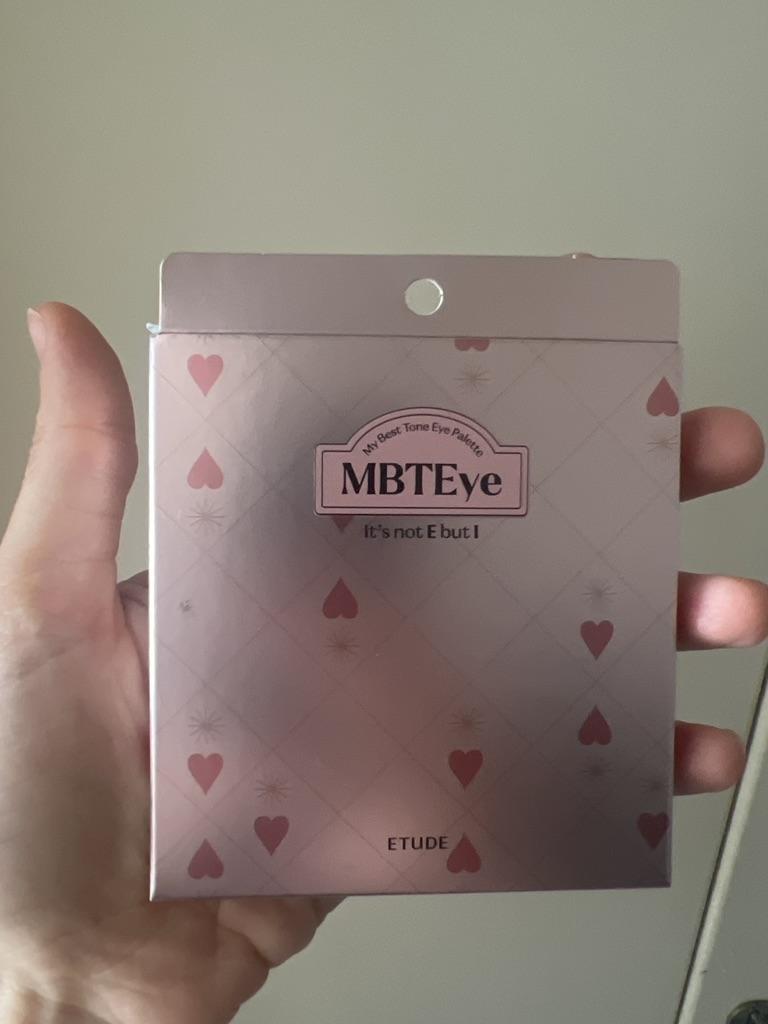 My Best Tone Eye Palette
MBTEye
It's not E but I
ETUDE